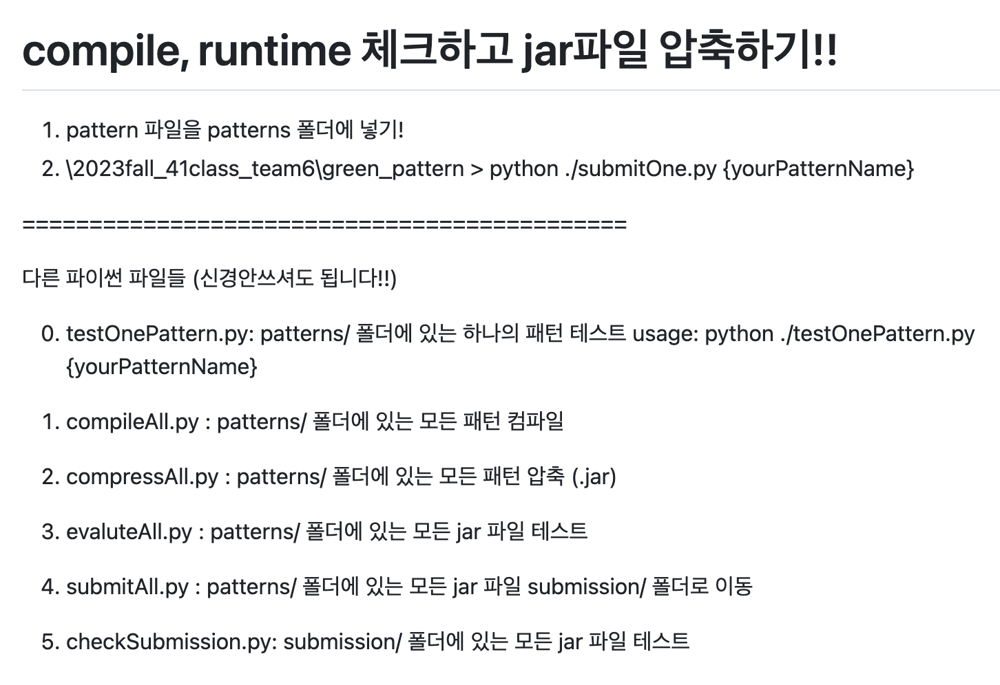 compile, runtime 체크하고 jar파일 압축하기!!
1. pattern 파일을 patterns 폴더에 넣기!
2. \2023fall_41class_team6\green_pattern > python ./submitOne.py {yourPatternName}
=============================================
다른 파이썬 파일들 (신경안쓰셔도 됩니다!!)
0. testOnePattern.py: patterns/ 폴더에 있는 하나의 패턴 테스트 usage: python ./testOnePattern.py
{yourPatternName}
1. compileAll.py : patterns/ 폴더에 있는 모든 패턴 컴파일
2. compressAll.py : patterns/ 폴더에 있는 모든 패턴 압축 (.jar)
3. evaluteAll.py : patterns/ 폴더에 있는 모든 jar 파일 테스트
4. submitAll.py : patterns/ 폴더에 있는 모든 jar 파일 submission/ 폴더로 이동
5. checkSubmission.py: submission/ 폴더에 있는 모든 jar 파일 테스트